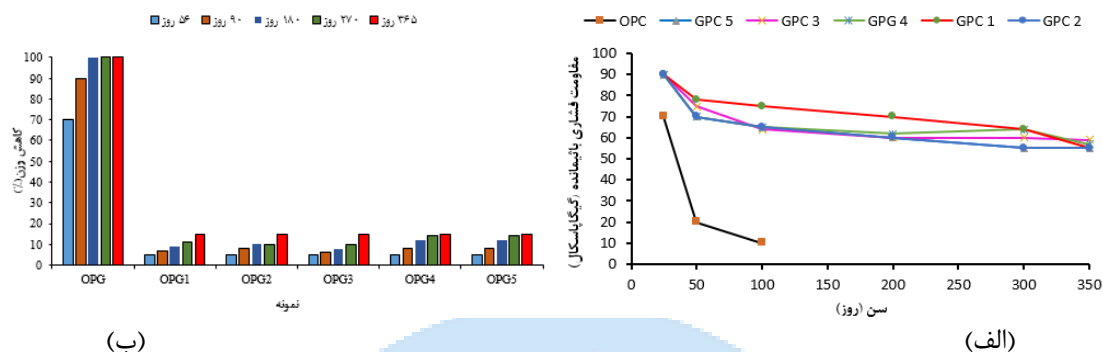 ۵۶ روز ۹۰ روز ۱۸۰ روز ۲۷۰ روز ۳۶۵ روز
کاهش وزن(٪)
100
90
80
70
60
50
40
30
20
10
0
OPG OPG1 OPG2 OPG3 OPG4 OPG5
نمونه
(ب)
OPC GPC 5 GPC 3 GPG 4 GPC 1 GPC 2
مقاومت فشاری باقیمانده (گیگاپاسکال)
100
90
80
70
60
50
40
30
20
10
0
0 50 100 150 200 250 300 350
سن (روز)
(الف)